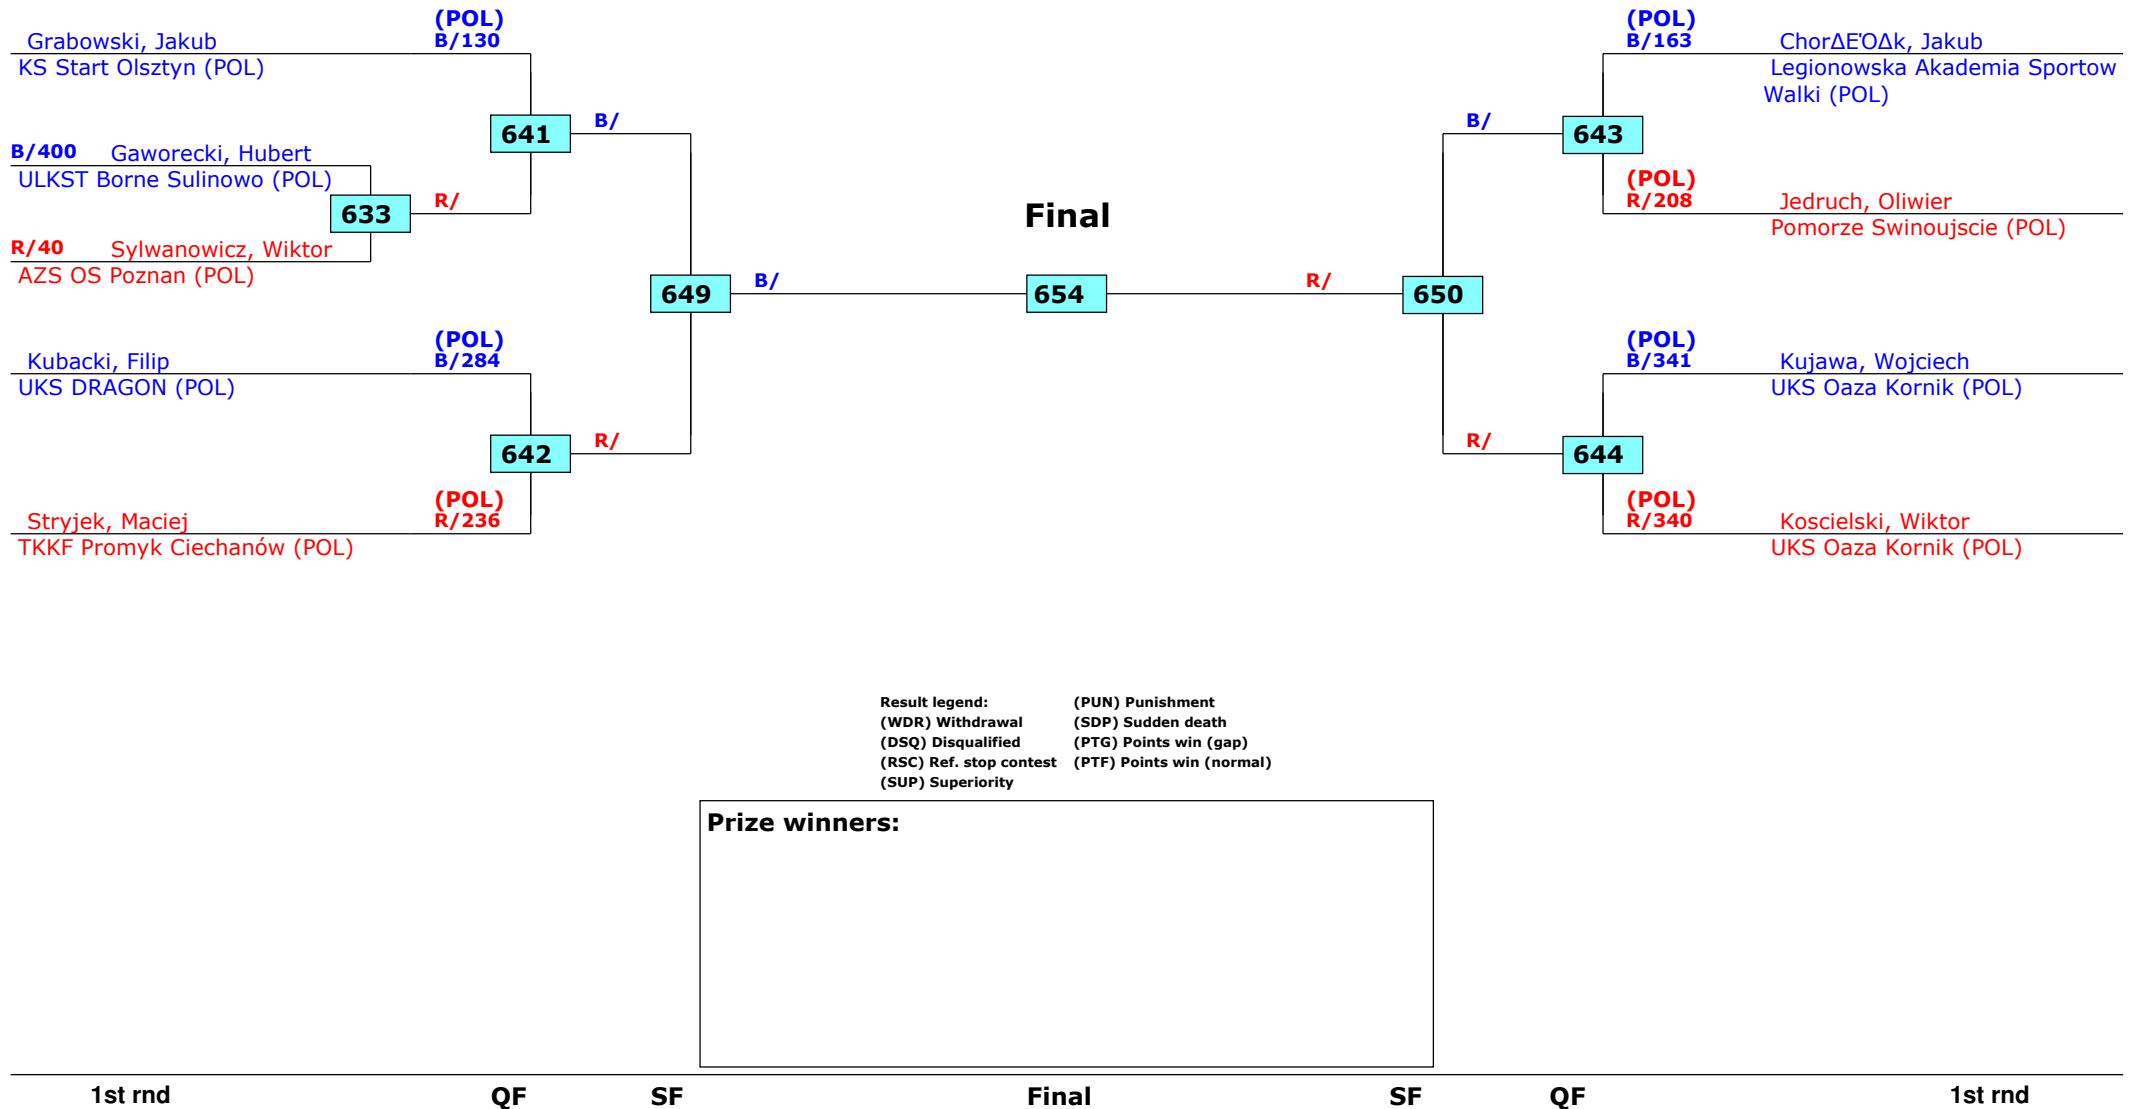 (POL)
B/130
Grabowski, Jakub
KS Start Olsztyn (POL)
641
B/
B/400 Gaworecki, Hubert
ULKST Borne Sulinowo (POL)
633
R/
R/40 Sylwanowicz, Wiktor
AZS OS Poznan (POL)
649
B/
(POL)
B/284
Kubacki, Filip
UKS DRAGON (POL)
642
R/
(POL)
R/236
Stryjek, Maciej
TKKF Promyk Ciechanów (POL)
Final
654
(POL)
B/163
ChorΔE'OΔk, Jakub
Legionowska Akademia Sportow
Walki (POL)
B/
643
(POL)
R/208
Jedruch, Oliwier
Pomorze Swinoujscie (POL)
R/
650
(POL)
B/341
Kujawa, Wojciech
UKS Oaza Kornik (POL)
R/
644
(POL)
R/340
Koscielski, Wiktor
UKS Oaza Kornik (POL)
Result legend:
(WDR) Withdrawal
(DSQ) Disqualified
(RSC) Ref. stop contest
(SUP) Superiority
(PUN) Punishment
(SDP) Sudden death
(PTG) Points win (gap)
(PTF) Points win (normal)
Prize winners:
1st rnd QF SF Final SF QF 1st rnd